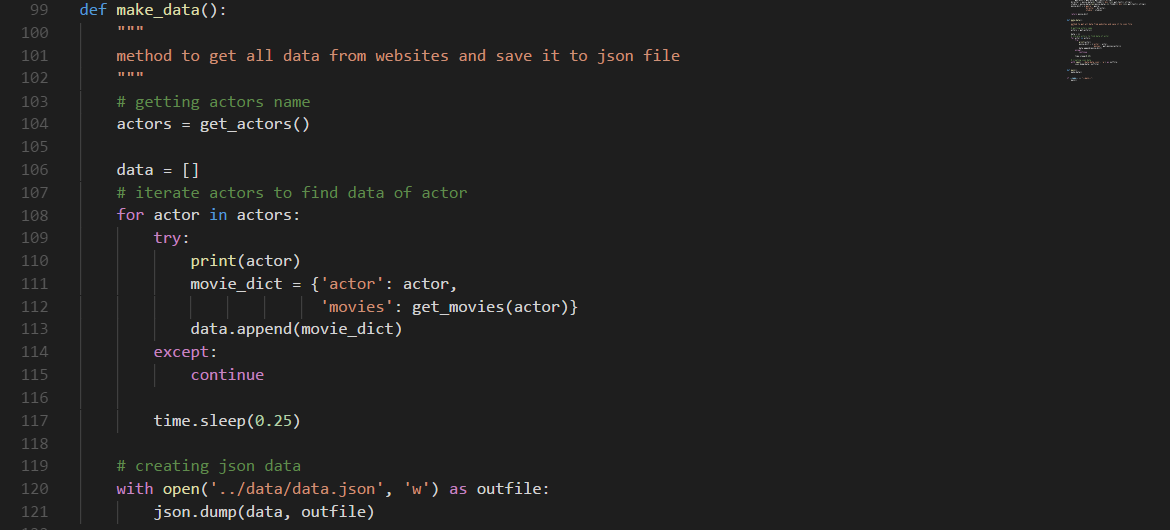 99 def make_data():
100 """
101 method to get all data from websites and save it to json file
102 """
103 # getting actors name
104 actors = get_actors()
105
106 data = []
107 # iterate actors to find data of actor
108 for actor in actors:
109 try:
110 print(actor)
111 movie_dict = {'actor': actor,
112 'movies': get_movies(actor)}
113 data.append(movie_dict)
114 except:
115 continue
116
117 time.sleep(0.25)
118
119 # creating json data
120 with open('../data/data.json', 'w') as outfile:
121 json.dump(data, outfile)